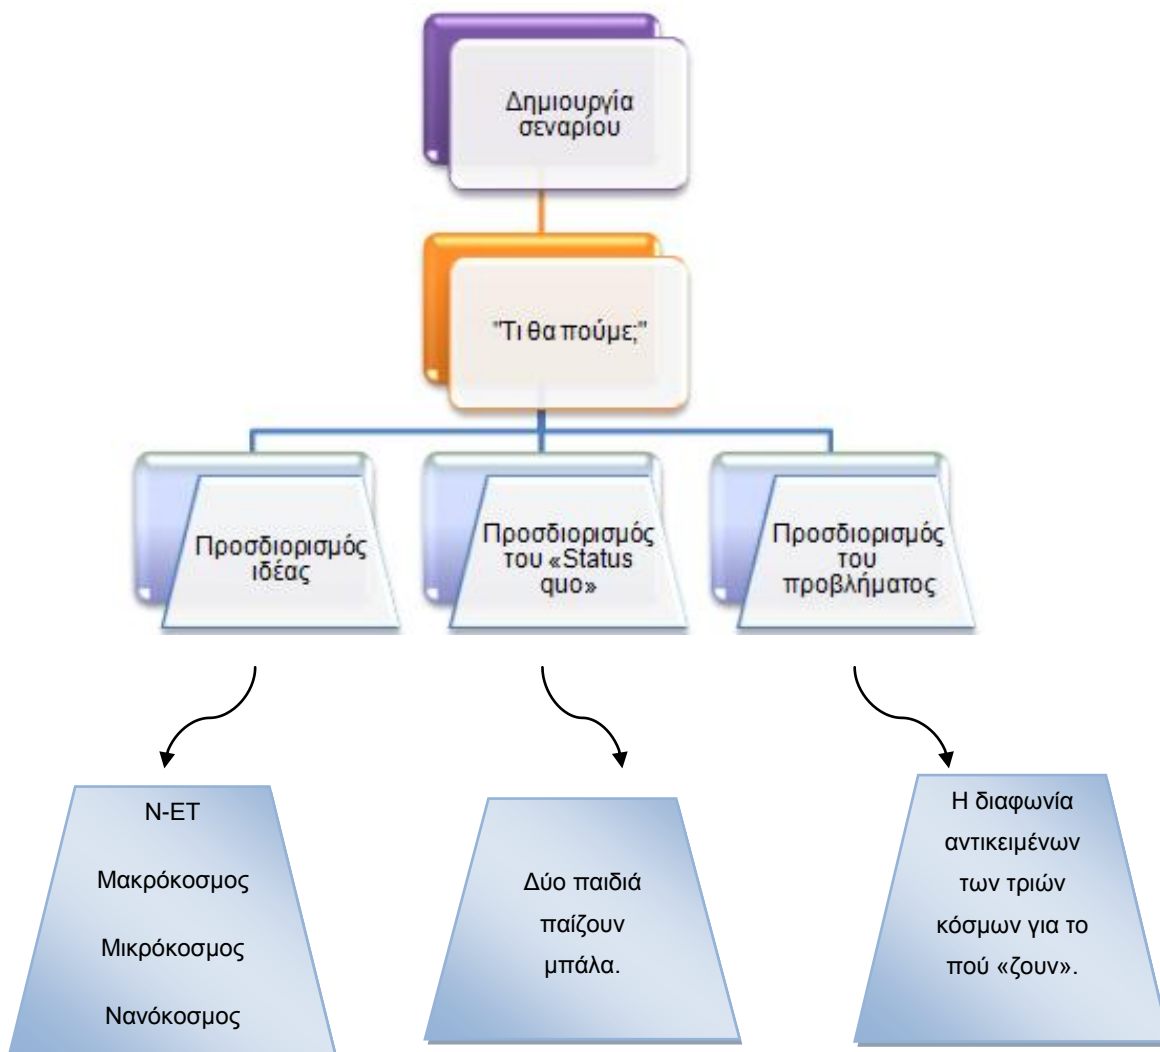 Δημιουργία
σεναρίου
"Τι θα πούμε;"
Προσδιορισμός
ιδέας
Προσδιορισμός
του «Status
quo»
Προσδιορισμός
του
προβλήματος
Ν-ΕΤ
Μακρόκοσμος
Μικρόκοσμος
Νανόκοσμος
Δύο παιδιά
παίζουν
μπάλα.
Η διαφωνία
αντικειμένων
των τριών
κόσμων για το
πού «ζουν».